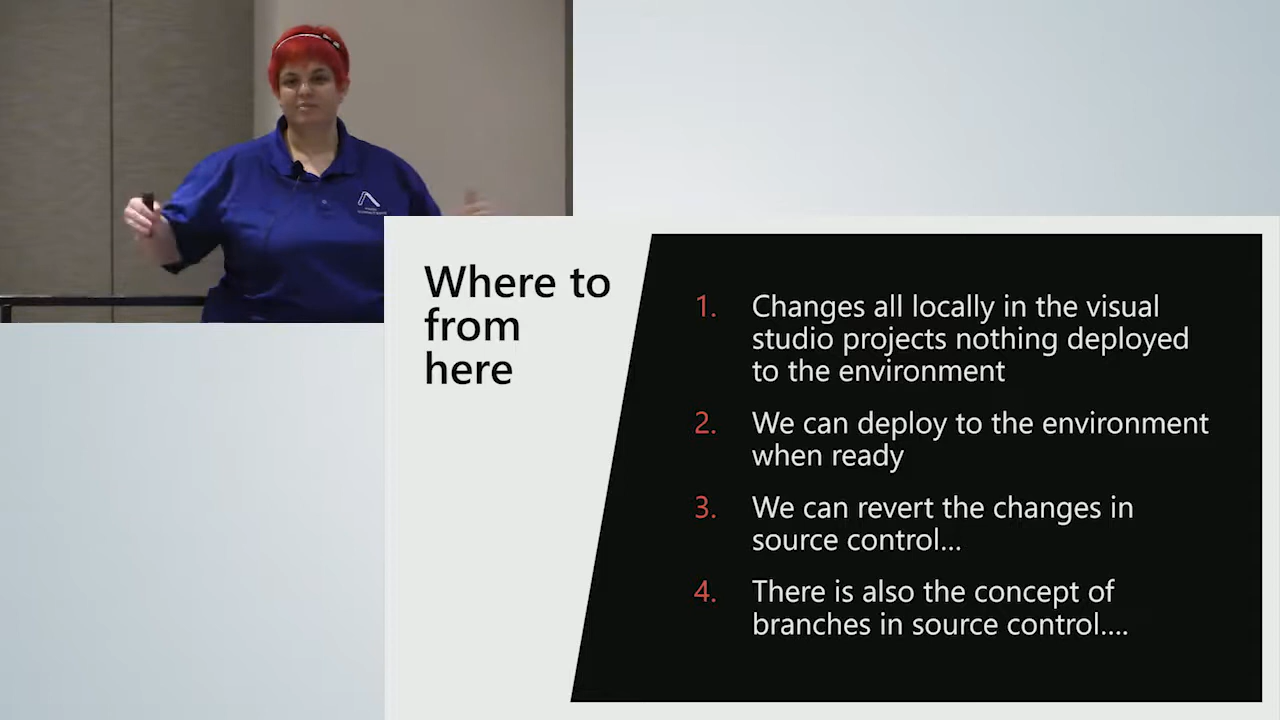 Where to
from
here
1. Changes all locally in the visual
studio projects nothing deployed
to the environment
2. We can deploy to the environment
when ready
3. We can revert the changes in
source control...
4. There is also the concept of
branches in source control....